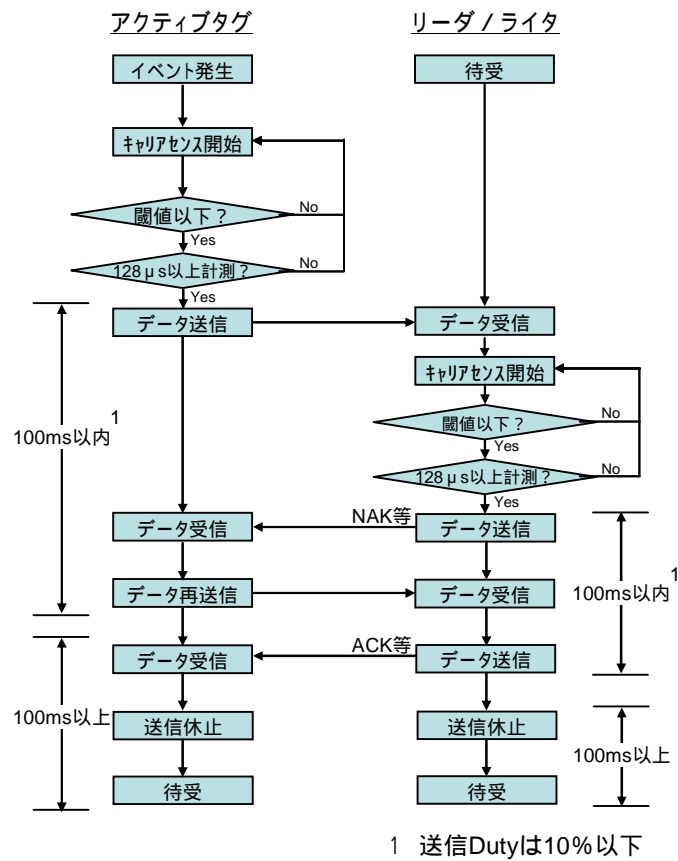 アクティブタグ
リーダ / ライタ
イベント発生
待受
キャリアセンス開始
閾値以下？
No
Yes
128μs以上計測？
No
Yes
データ送信
データ受信
キャリアセンス開始
閾値以下？
No
Yes
128μs以上計測？
No
Yes
100ms以内1
データ受信
NAK等
データ送信
データ再送信
データ受信
100ms以内1
データ受信
ACK等
データ送信
100ms以上
送信休止
送信休止
100ms以上
待受
待受
1 送信Dutyは10%以下